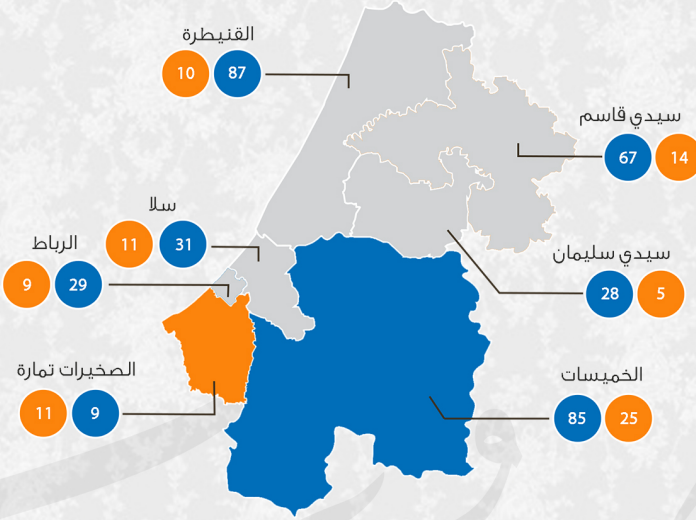 القنيطرة
10 87
سيدي قاسم
67 14
سلا
11 31
الرباط
9 29
سيدي سليمان
28 5
الصخيرات تمارة
11 9
الخميسات
85 25